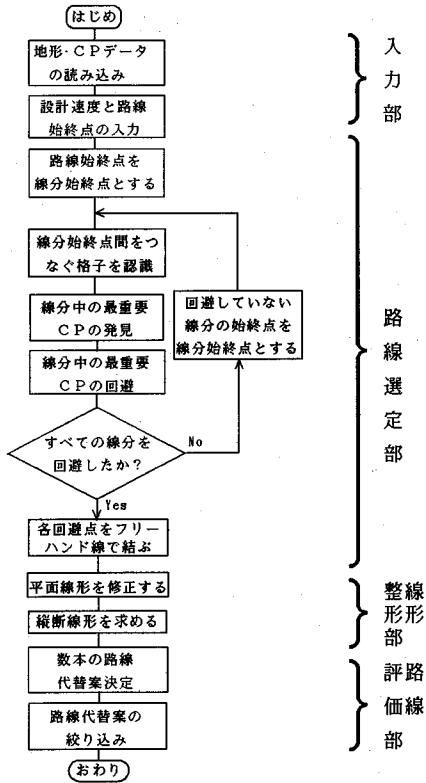 はじめ
地形・CPデータ
の読み込み
設計速度と路線
始終点の入力
路線始終点を
線分始終点とする
線分始終点間をつ
なぐ格子を認識
線分中の最重要
CPの発見
線分中の最重要
CPの回避
すべての線分を
回避したか?
No
Yes
回避していない
線分の始終点を
線分始終点とする
各回避点をフリー
ハンド線で結ぶ
平面線形を修正する
縦断線形を求める
数本の路線
代替案決定
路線代替案の
絞り込み
おわり
入力部
路線選定部
線形
整形部
路線
評価部